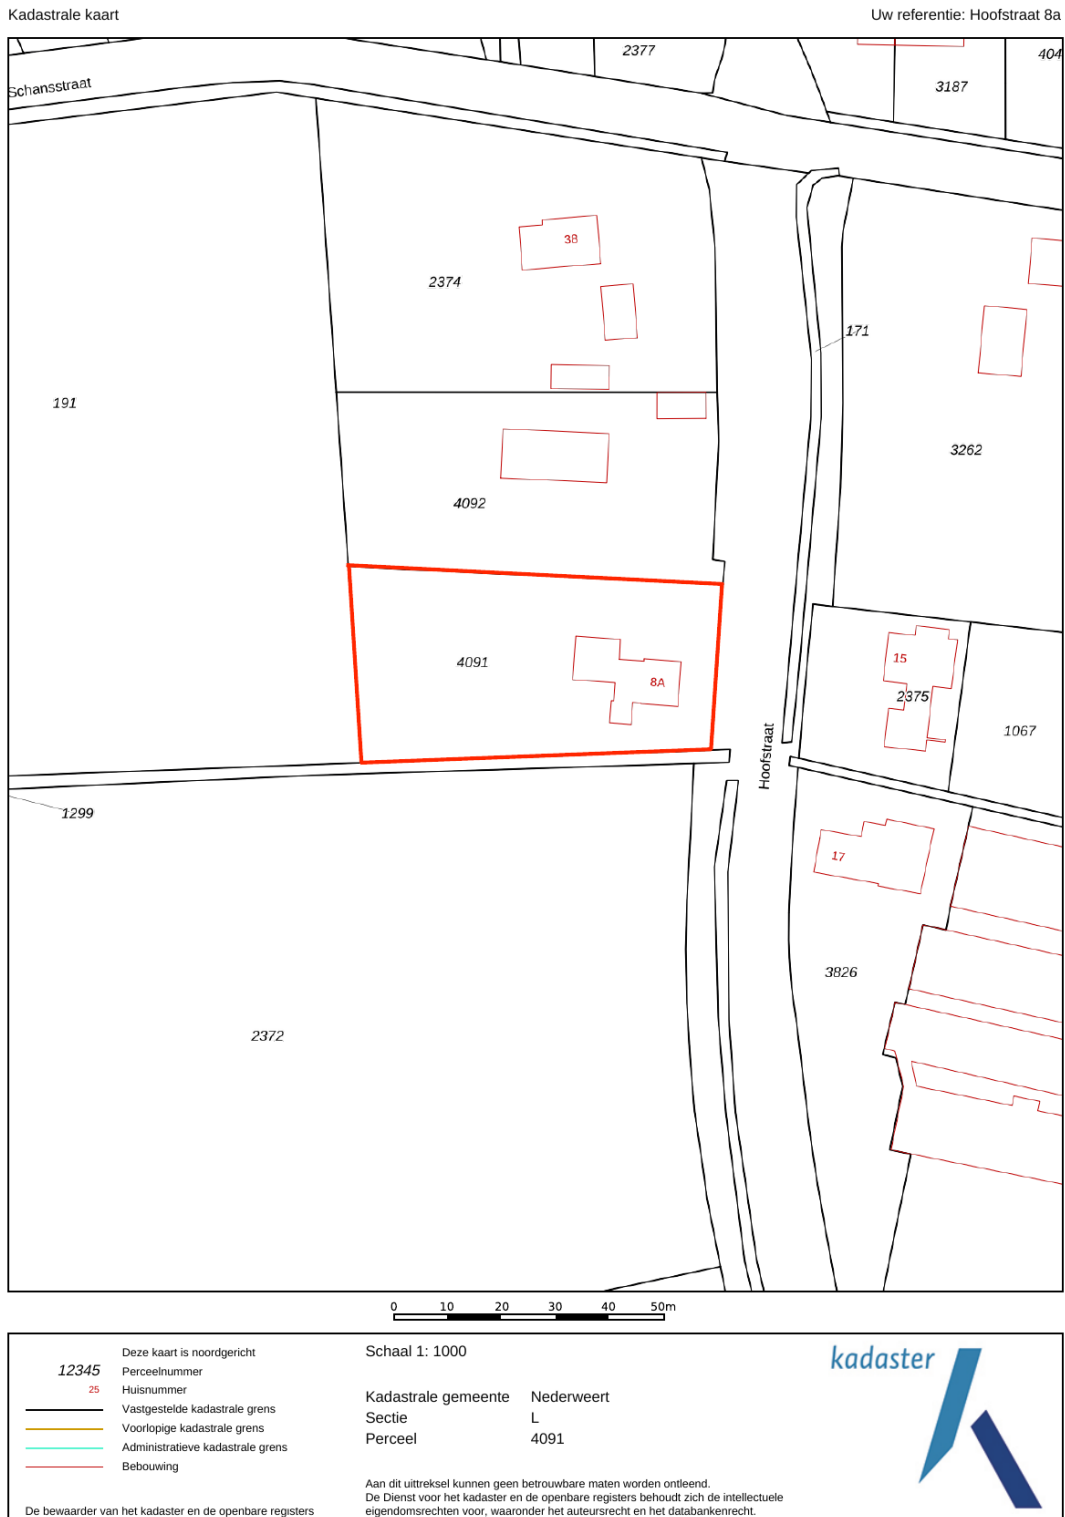 Kadastrale kaart
Uw referentie: Hoofstraat 8a
2377
404
Schansstraat
3187
38
2374
171
191
3262
4092
15
4091
8A
2375
1067
Hoofstraat
1299
17
3826
2372
0 10 20 30 40 50m
Deze kaart is noordgericht
12345 Perceelnummer
25 Huisnummer
Vastgestelde kadastrale grens
Voorlopige kadastrale grens
Administratieve kadastrale grens
Bebouwing
De bewaarder van het kadaster en de openbare registers
Schaal 1: 1000
Kadastrale gemeente Nederweert
Sectie L
Perceel 4091
Aan dit uittreksel kunnen geen betrouwbare maten worden ontleend.
De Dienst voor het kadaster en de openbare registers behoudt zich de intellectuele
eigendomsrechten voor, waaronder het auteursrecht en het databankenrecht.
kadaster